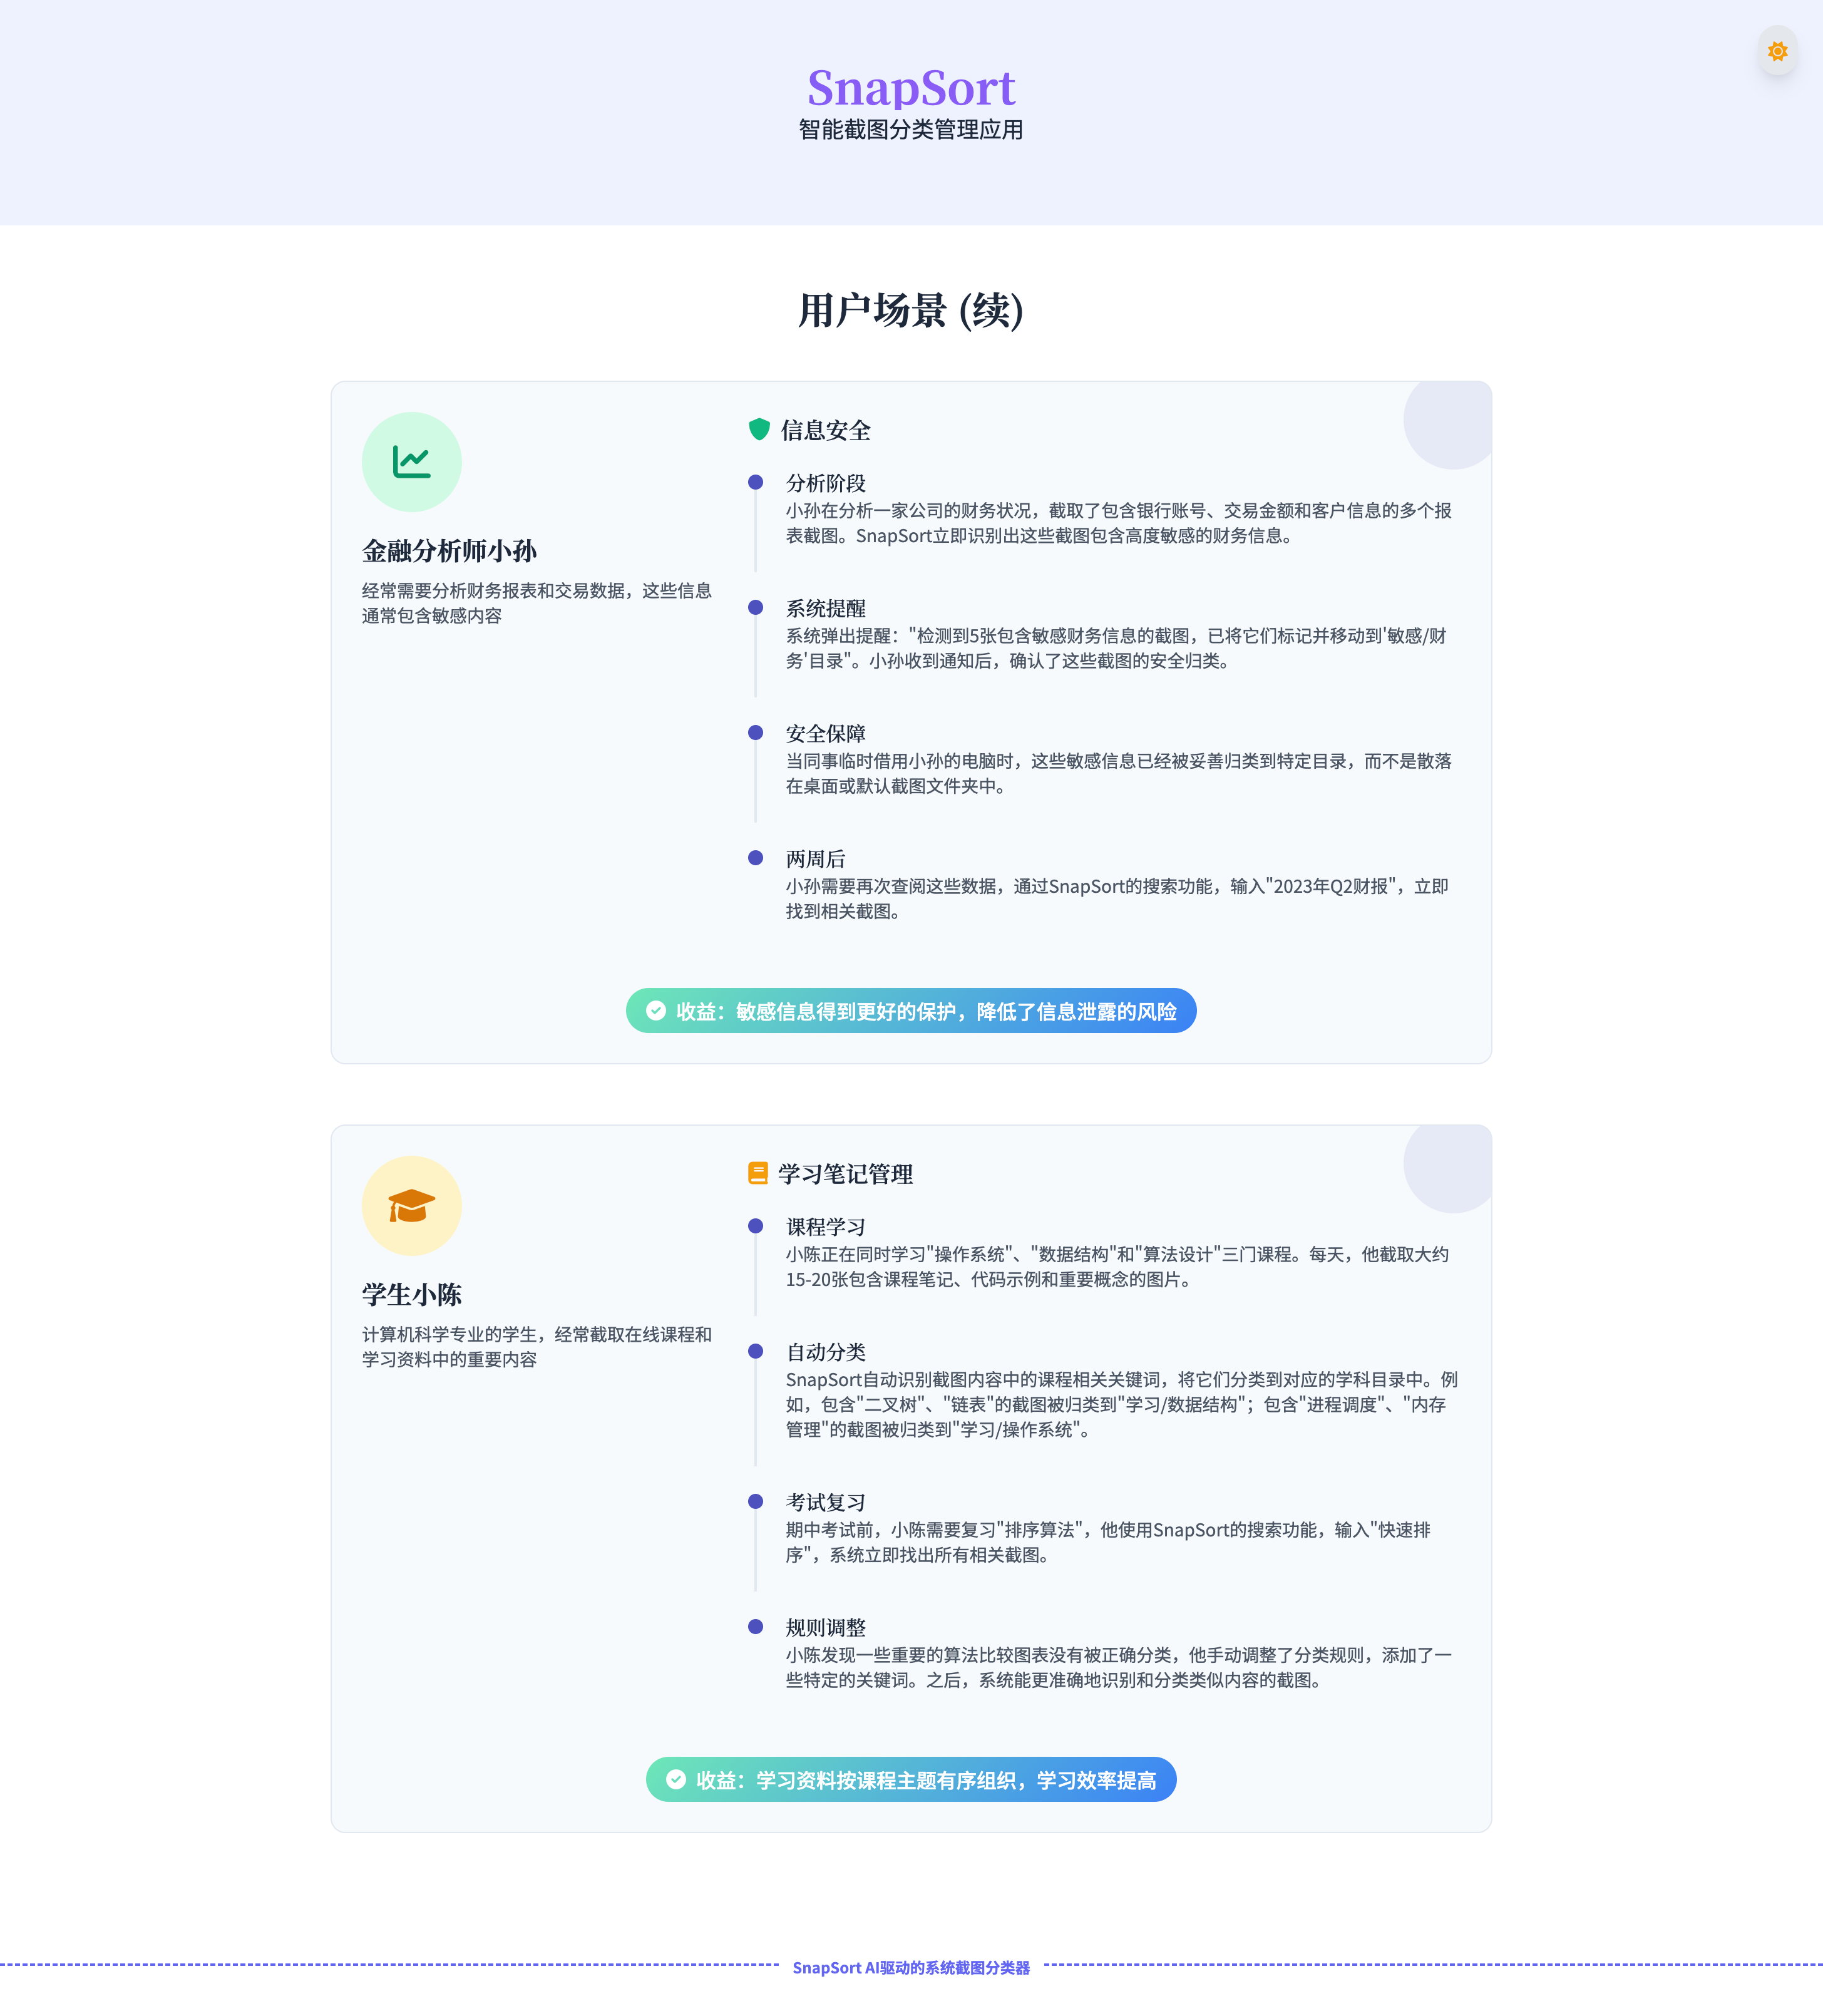 SnapSort
智能截图分类管理应用
用户场景 (续)
金融分析师小孙
经常需要分析财务报表和交易数据，这些信息
通常包含敏感内容
信息安全
分析阶段
小孙在分析一家公司的财务状况，截取了包含银行账号、交易金额和客户信息的多个报
表截图。SnapSort立即识别出这些截图包含高度敏感的财务信息。
系统提醒
系统弹出提醒："检测到5张包含敏感财务信息的截图，已将它们标记并移动到'敏感/财
务'目录"。小孙收到通知后，确认了这些截图的安全归类。
安全保障
当同事临时借用小孙的电脑时，这些敏感信息已经被妥善归类到特定目录，而不是散落
在桌面或默认截图文件夹中。
两周后
小孙需要再次查阅这些数据，通过SnapSort的搜索功能，输入"2023年Q2财报"，立即
找到相关截图。
收益：敏感信息得到更好的保护，降低了信息泄露的风险
学生小陈
计算机科学专业的学生，经常截取在线课程和
学习资料中的重要内容
学习笔记管理
课程学习
小陈正在同时学习"操作系统"、"数据结构"和"算法设计"三门课程。每天，他截取大约
15-20张包含课程笔记、代码示例和重要概念的图片。
自动分类
SnapSort自动识别截图内容中的课程相关关键词，将它们分类到对应的学科目录中。例
如，包含"二叉树"、"链表"的截图被归类到"学习/数据结构"；包含"进程调度"、"内存
管理"的截图被归类到"学习/操作系统"。
考试复习
期中考试前，小陈需要复习"排序算法"，他使用SnapSort的搜索功能，输入"快速排
序"，系统立即找出所有相关截图。
规则调整
小陈发现一些重要的算法比较图表没有被正确分类，他手动调整了分类规则，添加了一
些特定的关键词。之后，系统能更准确地识别和分类类似内容的截图。
收益：学习资料按课程主题有序组织，学习效率提高
SnapSort AI驱动的系统截图分类器